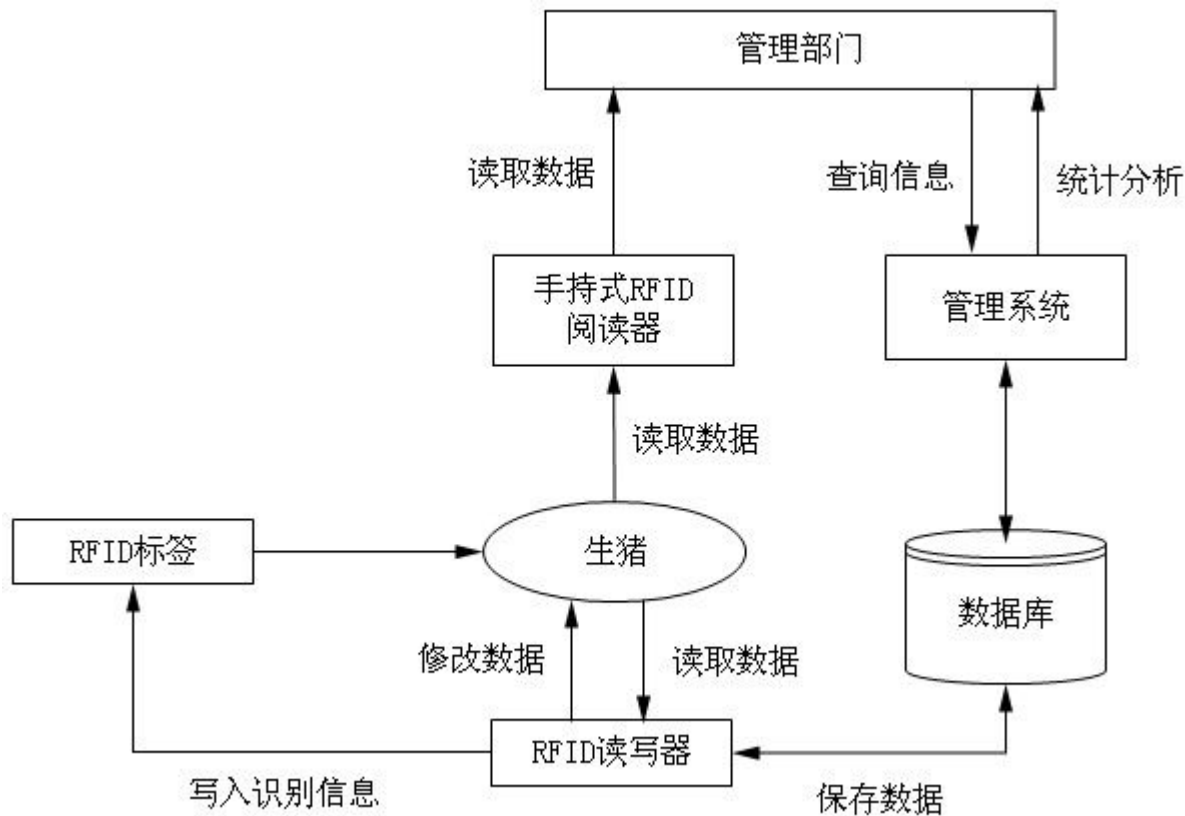 管理部门
读取数据
查询信息
统计分析
手持式RFID
阅读器
管理系统
读取数据
RFID标签
生猪
数据库
修改数据
读取数据
RFID读写器
写入识别信息
保存数据